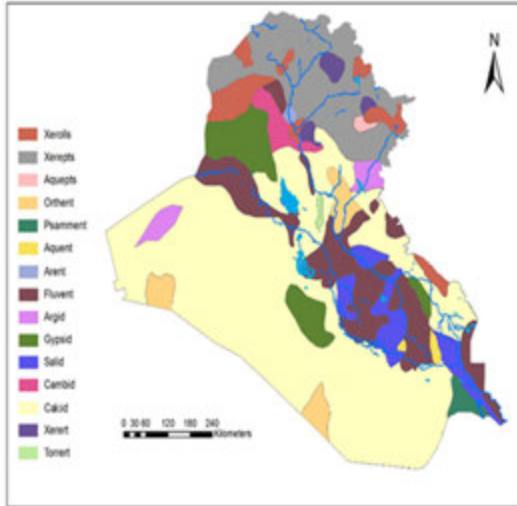 N
Xerolls
Xerepts
Aquepts
Orthent
Psamment
Aquent
Arent
Fluvent
Argid
Gypsid
Salid
Cambid
Calcid
Xerert
Torrert
0 30 60 120 180 240
Kilometers